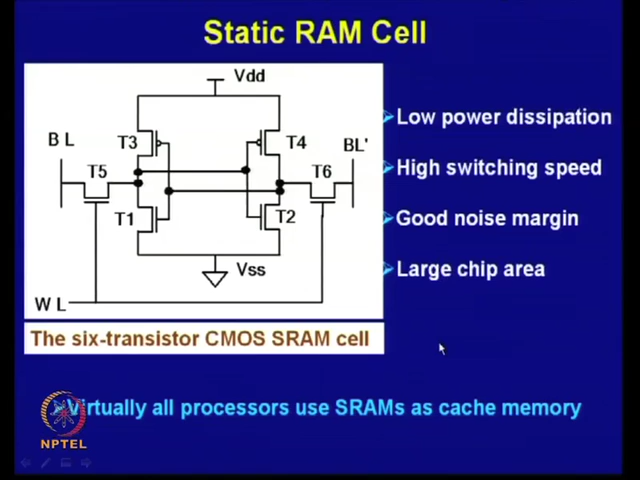 Static RAM Cell
Vdd
B L
T3
T4
BL'
T5
T6
T1
T2
Vss
W L
The six-transistor CMOS SRAM cell
Low power dissipation
High switching speed
Good noise margin
Large chip area
Virtually all processors use SRAMs as cache memory
NPTEL